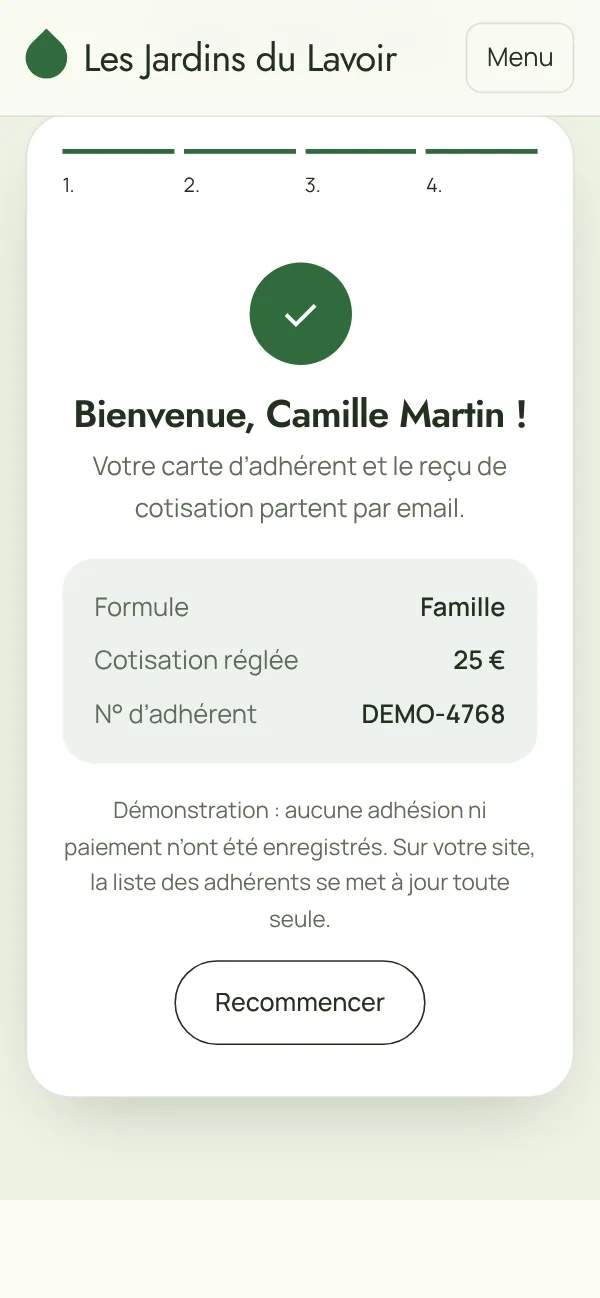 Les Jardins du Lavoir
Menu
1.
2.
3.
4.
Bienvenue, Camille Martin !
Votre carte d’adhérent et le reçu de
cotisation partent par email.
Formule Famille
Cotisation réglée 25 €
N° d’adhérent DEMO-4768
Démonstration : aucune adhésion ni
paiement n’ont été enregistrés. Sur votre site,
la liste des adhérents se met à jour toute
seule.
Recommencer